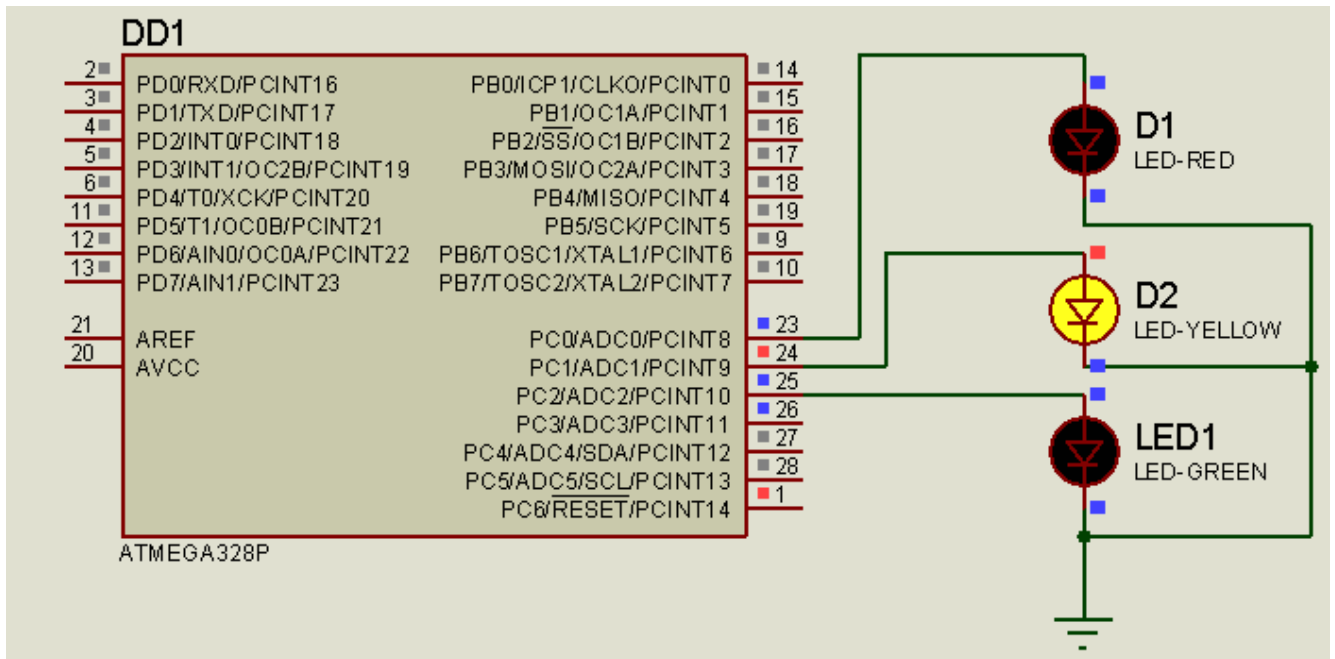 DD1
2 PD0/RXD/PCINT16
3 PD1/TXD/PCINT17
4 PD2/INT0/PCINT18
5 PD3/INT1/OC2B/PCINT19
6 PD4/T0/XCK/PCINT20
11 PD5/T1/OC0B/PCINT21
12 PD6/AIN0/OC0A/PCINT22
13 PD7/AIN1/PCINT23
21 AREF
20 AVCC
PB0/ICP1/CLKO/PCINT0 14
PB1/OC1A/PCINT1 15
PB2/SS/OC1B/PCINT2 16
PB3/MOSI/OC2A/PCINT3 17
PB4/MISO/PCINT4 18
PB5/SCK/PCINT5 19
PB6/TOSC1/XTAL1/PCINT6 9
PB7/TOSC2/XTAL2/PCINT7 10
PC0/ADC0/PCINT8 23
PC1/ADC1/PCINT9 24
PC2/ADC2/PCINT10 25
PC3/ADC3/PCINT11 26
PC4/ADC4/SDA/PCINT12 27
PC5/ADC5/SCL/PCINT13 28
PC6/RESET/PCINT14 1
ATMEGA328P
D1
LED-RED
D2
LED-YELLOW
LED1
LED-GREEN